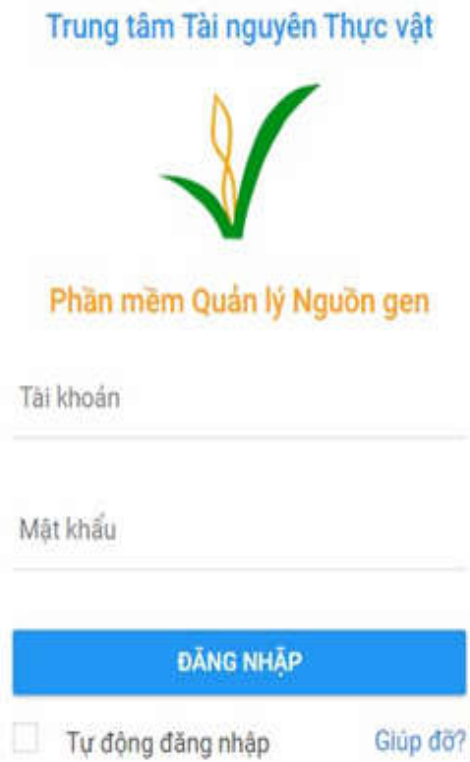 Trung tâm Tài nguyên Thực vật
Phần mềm Quản lý Nguồn gen
Tài khoản
Mật khẩu
ĐĂNG NHẬP
Tự động đăng nhập
Giúp đỡ?